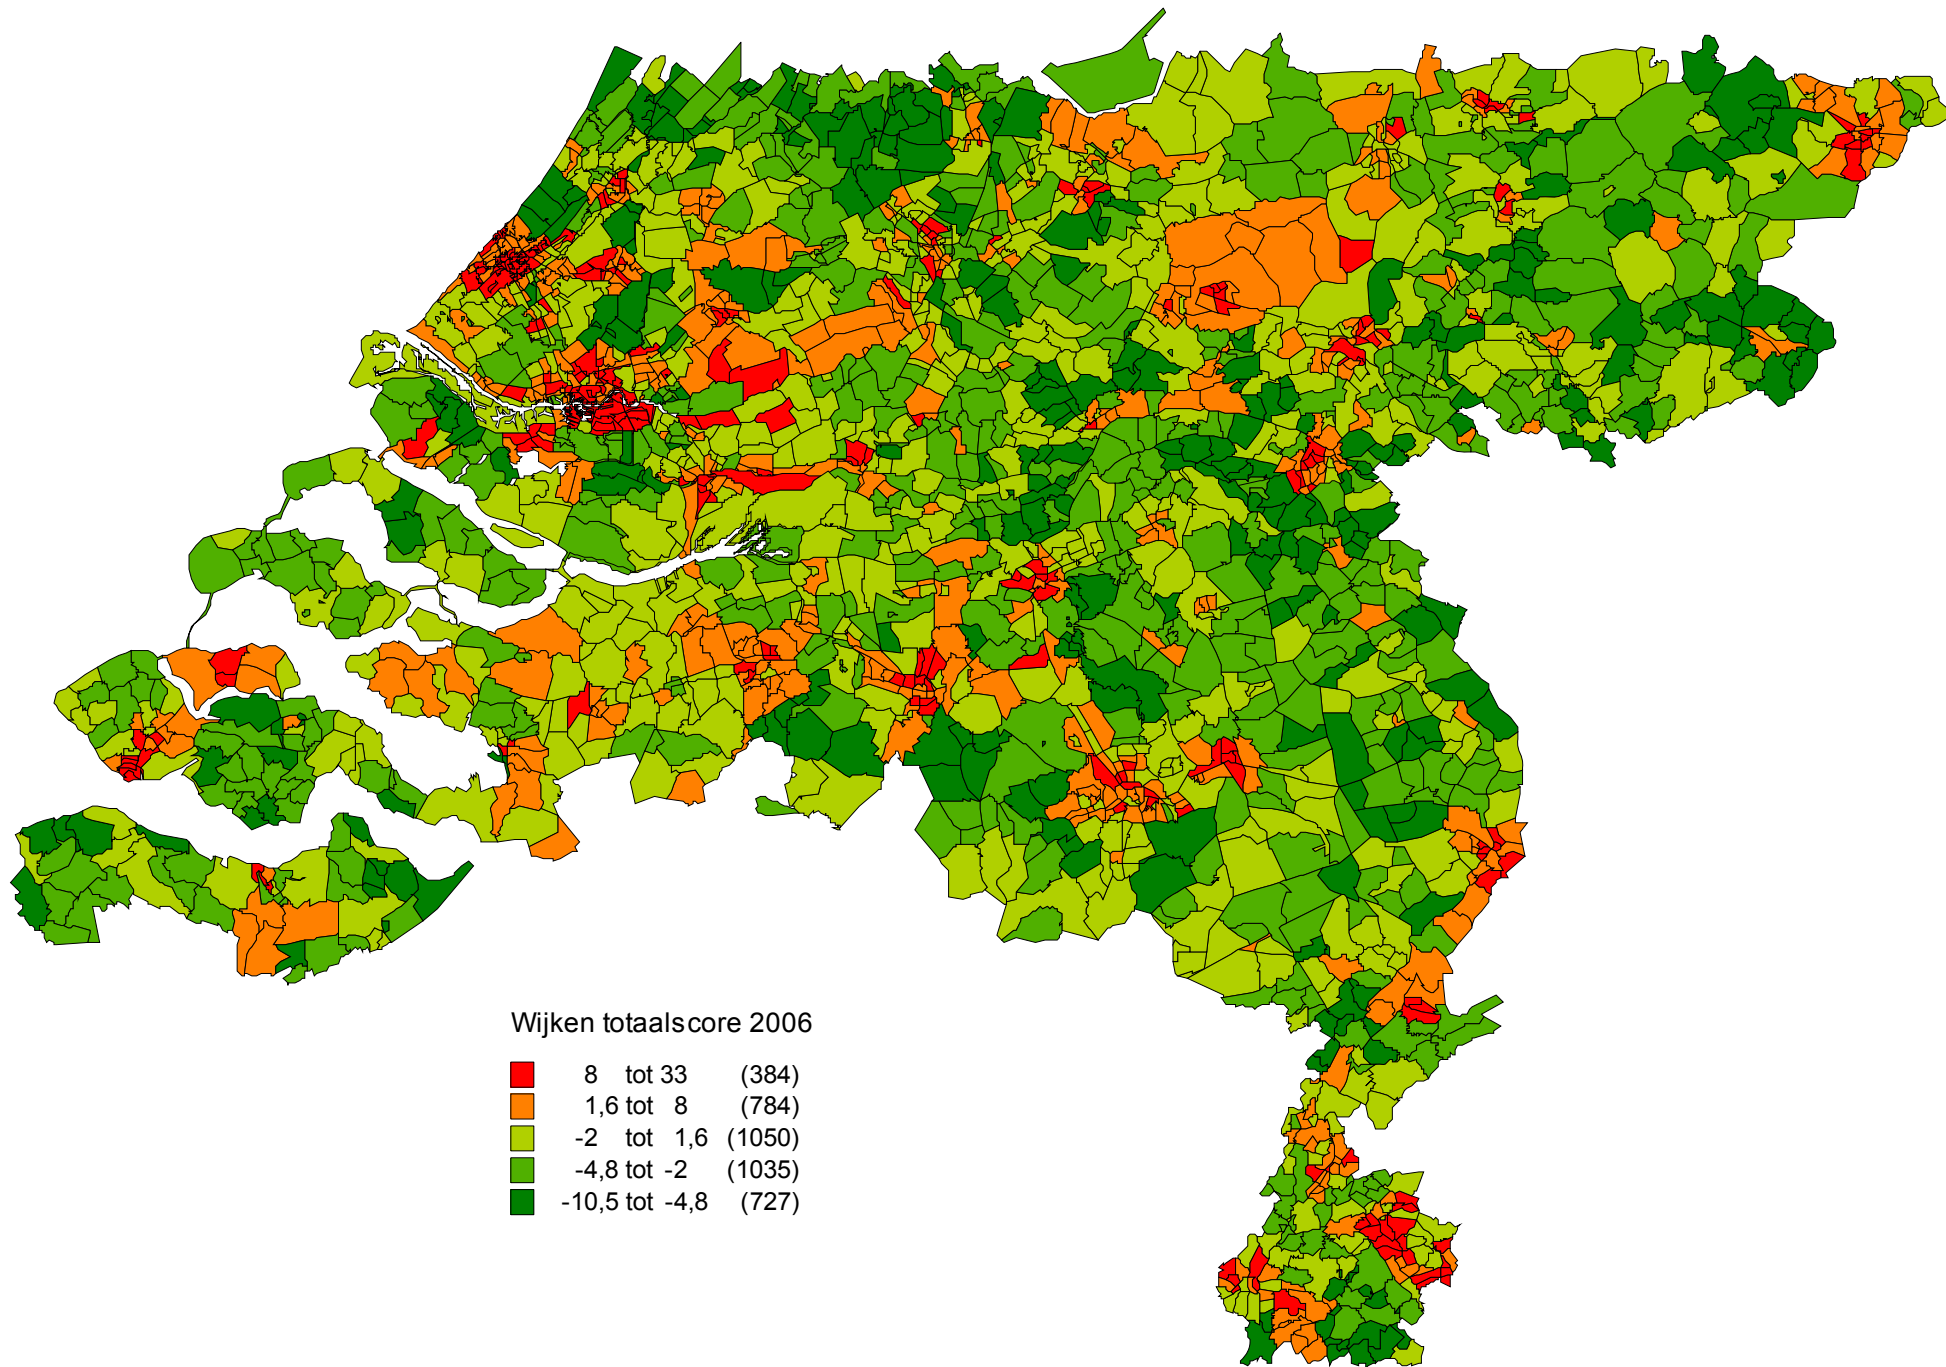 Wijken totaalscore 2006
8 tot 33 (384)
1,6 tot 8 (784)
-2 tot 1,6 (1050)
-4,8 tot -2 (1035)
-10,5 tot -4,8 (727)